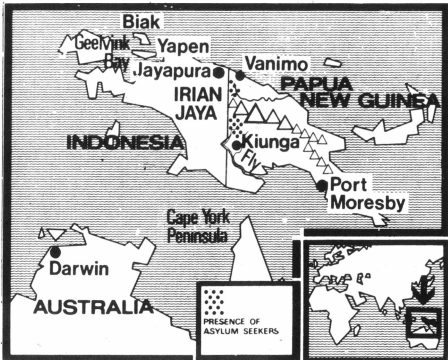 Biak
Geelvink
Bay
Yapen
Jayapura
Vanimo
IRIAN
JAYA
PAPUA
NEW GUINEA
INDONESIA
Kiunga
Fly
Port
Moresby
Cape York
Peninsula
Darwin
AUSTRALIA
PRESENCE OF
ASYLUM SEEKERS